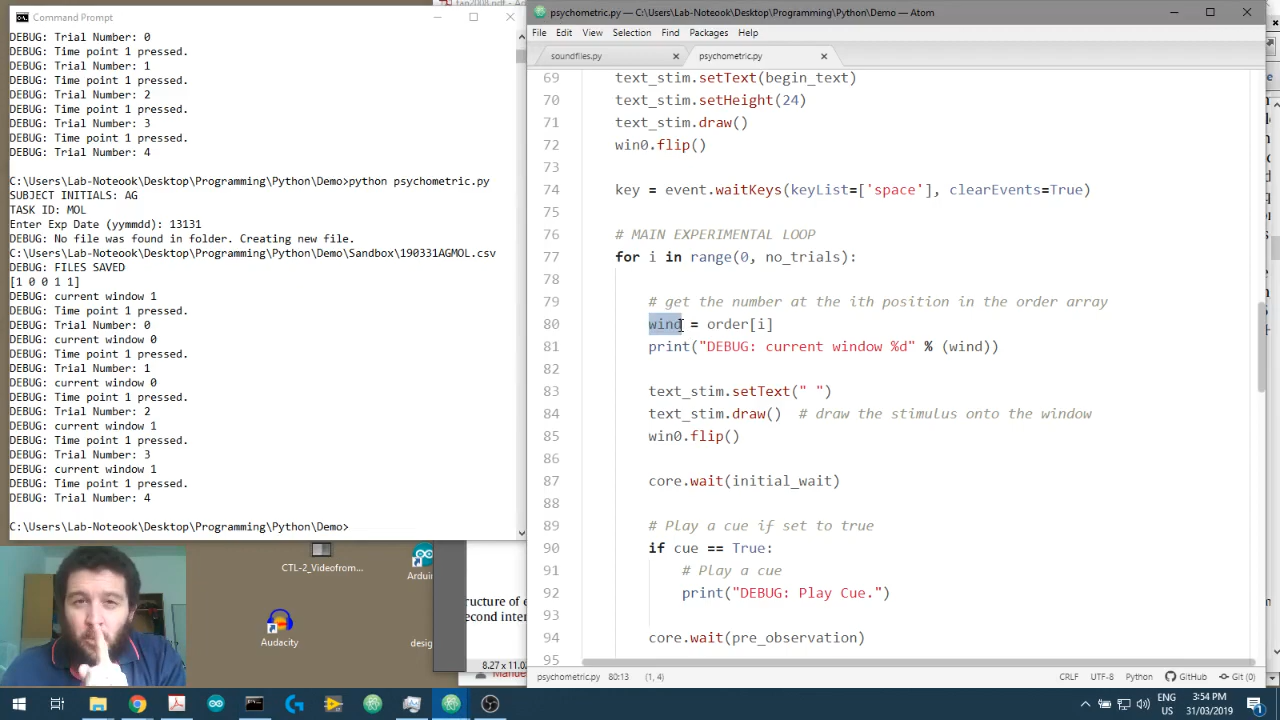 Command Prompt
DEBUG: Trial Number: 0
DEBUG: Time point 1 pressed.
DEBUG: Trial Number: 1
DEBUG: Time point 1 pressed.
DEBUG: Trial Number: 2
DEBUG: Time point 1 pressed.
DEBUG: Trial Number: 3
DEBUG: Time point 1 pressed.
DEBUG: Trial Number: 4
C:\Users\Lab-Noteook\Desktop\Programming\Python\Demo>python psychometric.py
SUBJECT INITIALS: AG
TASK ID: MOL
Enter Exp Date (yymmdd): 13131
DEBUG: No file was found in folder. Creating new file.
C:\Users\Lab-Noteook\Desktop\Programming\Python\Demo\Sandbox\190331AGMOL.csv
DEBUG: FILES SAVED
[1 0 0 1 1]
DEBUG: current window 1
DEBUG: Time point 1 pressed.
DEBUG: Trial Number: 0
DEBUG: current window 0
DEBUG: Time point 1 pressed.
DEBUG: Trial Number: 1
DEBUG: current window 0
DEBUG: Time point 1 pressed.
DEBUG: Trial Number: 2
DEBUG: current window 1
DEBUG: Time point 1 pressed.
DEBUG: Trial Number: 3
DEBUG: current window 1
DEBUG: Time point 1 pressed.
DEBUG: Trial Number: 4
C:\Users\Lab-Noteook\Desktop\Programming\Python\Demo>
CTL-2_Videofrom...
Arduin
Audacity
desig
ructure of e
econd inter
8.27 x 11.0
psychometric.py — C:\Users\Lab-Noteook\Desktop\Programming\Python\Demo — Atom
File Edit View Selection Find Packages Help
soundfiles.py
psychometric.py
69 text_stim.setText(begin_text)
70 text_stim.setHeight(24)
71 text_stim.draw()
72 win0.flip()
73
74 key = event.waitKeys(keyList=['space'], clearEvents=True)
75
76 # MAIN EXPERIMENTAL LOOP
77 for i in range(0, no_trials):
78
79 # get the number at the ith position in the order array
80 wind = order[i]
81 print("DEBUG: current window %d" % (wind))
82
83 text_stim.setText(" ")
84 text_stim.draw() # draw the stimulus onto the window
85 win0.flip()
86
87 core.wait(initial_wait)
88
89 # Play a cue if set to true
90 if cue == True:
91 # Play a cue
92 print("DEBUG: Play Cue.")
93
94 core.wait(pre_observation)
95
psychometric.py 80:13 (1, 4)
CRLF UTF-8 Python
Git (0)
ENG
US
3:54 PM
31/03/2019